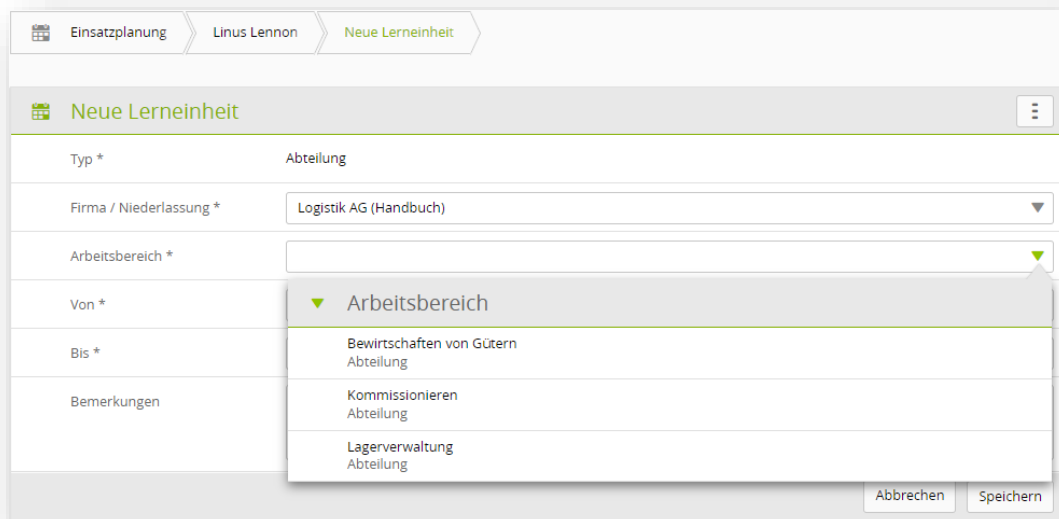 Einsatzplanung Linus Lennon Neue Lerneinheit
Neue Lerneinheit
Typ * Abteilung
Firma / Niederlassung * Logistik AG (Handbuch)
Arbeitsbereich *
Von * Arbeitsbereich
Bewirtschaften von Gütern
Bis * Abteilung
Kommissionieren
Bemerkungen
Abteilung
Lagerverwaltung
Abteilung
Abbrechen Speichern